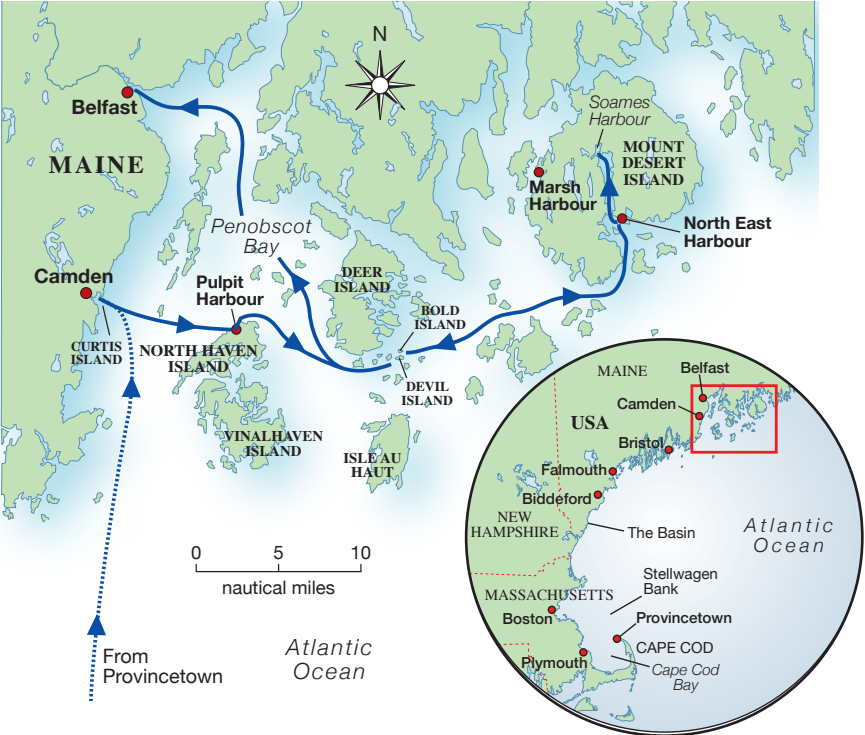 N
Belfast
MAINE
Soames
Harbour
MOUNT
DESERT
ISLAND
Marsh
Harbour
North East
Harbour
Penobscot
Bay
Camden
Pulpit
Harbour
DEER
ISLAND
BOLD
ISLAND
CURTIS
ISLAND
NORTH HAVEN
ISLAND
DEVIL
ISLAND
VINALHAVEN
ISLAND
ISLE AU
HAUT
0 5 10
nautical miles
From
Provincetown
Atlantic
Ocean
MAINE
Belfast
Camden
USA
Bristol
Falmouth
Biddeford
NEW
HAMPSHIRE
The Basin
Atlantic
Ocean
Stellwagen
Bank
MASSACHUSETTS
Boston
Provincetown
CAPE COD
Plymouth
Cape Cod
Bay